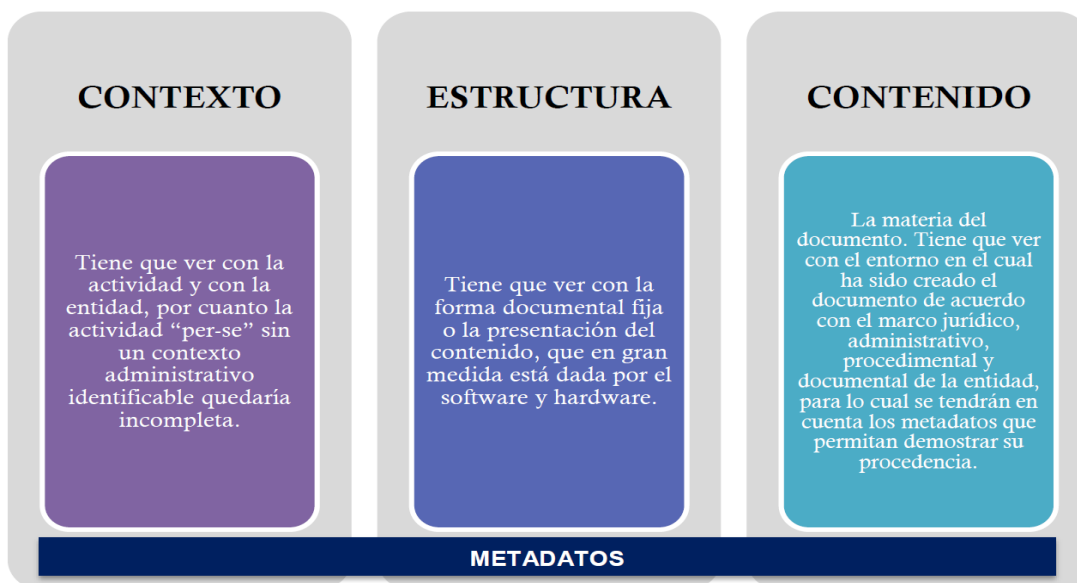 CONTEXTO
Tiene que ver con la
actividad y con la
entidad, por cuanto la
actividad “per-se” sin
un contexto
administrativo
identificable quedaría
incompleta.
ESTRUCTURA
Tiene que ver con la
forma documental fija
o la presentación del
contenido, que en gran
medida está dada por el
software y hardware.
CONTENIDO
La materia del
documento. Tiene que ver
con el entorno en el cual
ha sido creado el
documento de acuerdo
con el marco jurídico,
administrativo,
procedimental y
documental de la entidad,
para lo cual se tendrán en
cuenta los metadatos que
permitan demostrar su
procedencia.
METADATOS